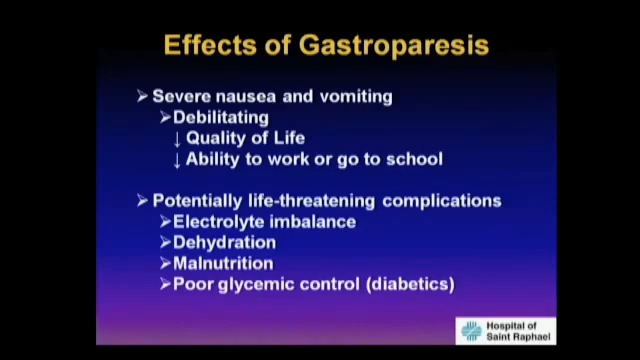 Effects of Gastroparesis
➢ Severe nausea and vomiting
➢ Debilitating
↓ Quality of Life
↓ Ability to work or go to school
➢ Potentially life-threatening complications
➢ Electrolyte imbalance
➢ Dehydration
➢ Malnutrition
➢ Poor glycemic control (diabetics)
Hospital of
Saint Raphael